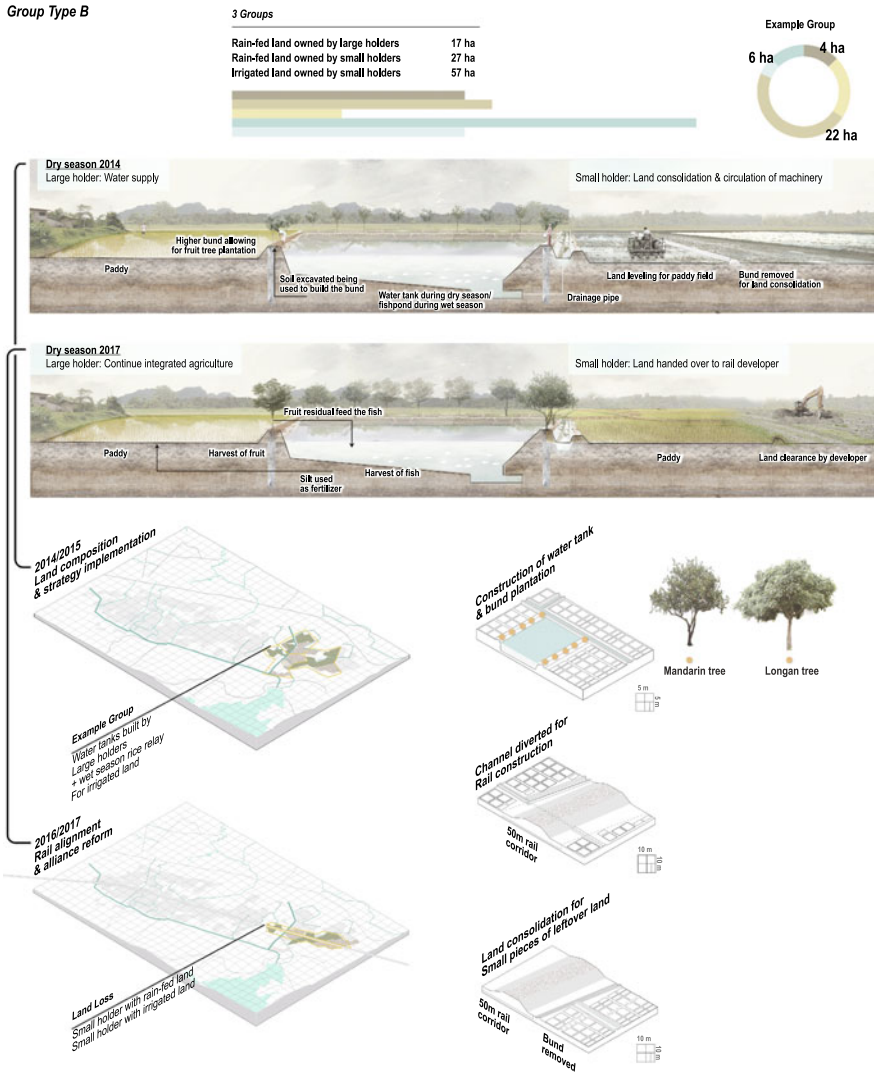 Group Type B
3 Groups
Rain-fed land owned by large holders 17 ha
Rain-fed land owned by small holders 27 ha
Irrigated land owned by small holders 57 ha
Example Group
6 ha
4 ha
22 ha
Dry season 2014
Large holder: Water supply
Small holder: Land consolidation & circulation of machinery
Higher bund allowing
for fruit tree plantation
Paddy
Soil excavated being
used to build the bund
Water tank during dry season/
fishpond during wet season
Drainage pipe
Land leveling for paddy field
Bund removed
for land consolidation
Dry season 2017
Large holder: Continue integrated agriculture
Small holder: Land handed over to rail developer
Fruit residual feed the fish
Paddy
Harvest of fruit
Harvest of fish
Silt used
as fertilizer
Paddy
Land clearance by developer
2014/2015
Land composition
& strategy implementation
Example Group
Water tanks built by
Large holders
+ wet season rice relay
For irrigated land
Construction of water tank
& bund plantation
Mandarin tree
Longan tree
5 m
5 m
Channel diverted for
Rail construction
50m rail
corridor
10 m
10 m
2016/2017
Rail alignment
& alliance reform
Land Loss
Small holder with rain-fed land
Small holder with irrigated land
Land consolidation for
Small pieces of leftover land
50m rail
corridor
Bund
removed
10 m
10 m